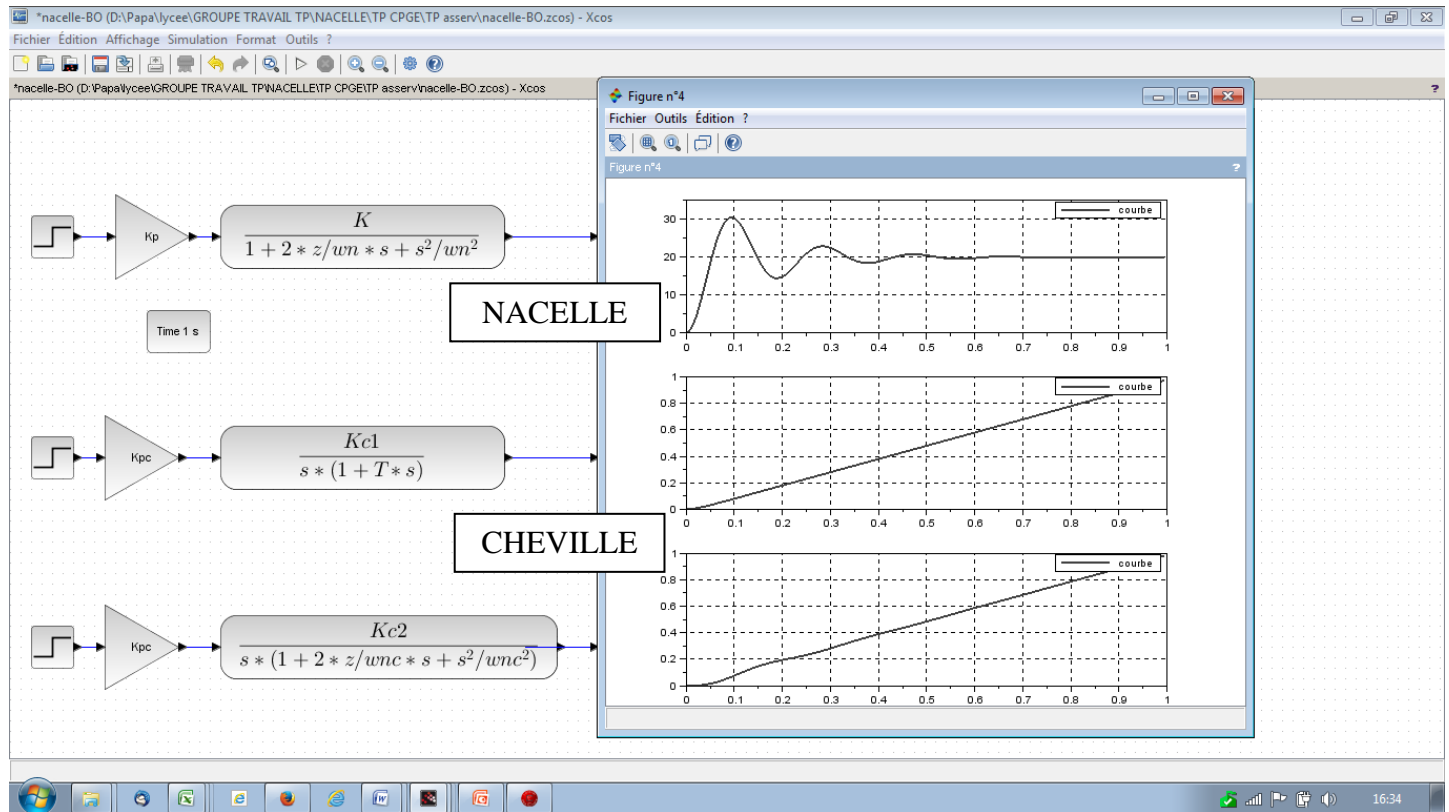 *nacelle-BO (D:\Papa\lycee\GROUPE TRAVAIL TP\NACELLE\TP CPGE\TP asserv\nacelle-BO.zcos) - Xcos
Fichier Édition Affichage Simulation Format Outils ?
*nacelle-BO (D:\Papa\lycee\GROUPE TRAVAIL TP\NACELLE\TP CPGE\TP asserv\nacelle-BO.zcos) - Xcos
?
Kp
K
1 + 2 * z/wn * s + s²/wn²
Time 1 s
NACELLE
Kpc
Kc1
s * (1 + T * s)
CHEVILLE
Kpc
Kc2
s * (1 + 2 * z/wnc * s + s²/wnc²)
Figure n°4
Fichier Outils Édition ?
Figure n°4
?
courbe
30
20
10
0
0 0.1 0.2 0.3 0.4 0.5 0.6 0.7 0.8 0.9 1
courbe
1
0.8
0.6
0.4
0.2
0
0 0.1 0.2 0.3 0.4 0.5 0.6 0.7 0.8 0.9 1
courbe
1
0.8
0.6
0.4
0.2
0
0 0.1 0.2 0.3 0.4 0.5 0.6 0.7 0.8 0.9 1
16:34